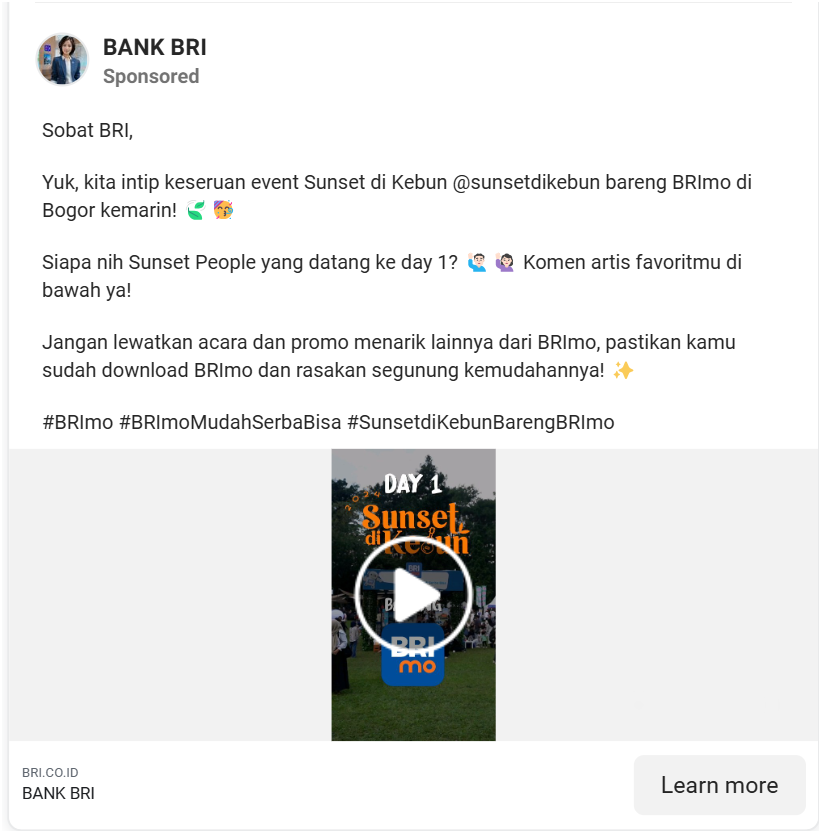 BANK BRI
Sponsored
Sobat BRI,
Yuk, kita intip keseruan event Sunset di Kebun @sunsetdikebun bareng BRImo di
Bogor kemarin! 🍃 🥳
Siapa nih Sunset People yang datang ke day 1? 🙋🏻‍♂️ 🙋🏻‍♀️ Komen artis favoritmu di
bawah ya!
Jangan lewatkan acara dan promo menarik lainnya dari BRImo, pastikan kamu
sudah download BRImo dan rasakan segunung kemudahannya! ✨
#BRImo #BRImoMudahSerbaBisa #SunsetdiKebunBarengBRImo
DAY 1
2024
Sunset
di Kebun
BRI
mo
BRI.CO.ID
BANK BRI
Learn more